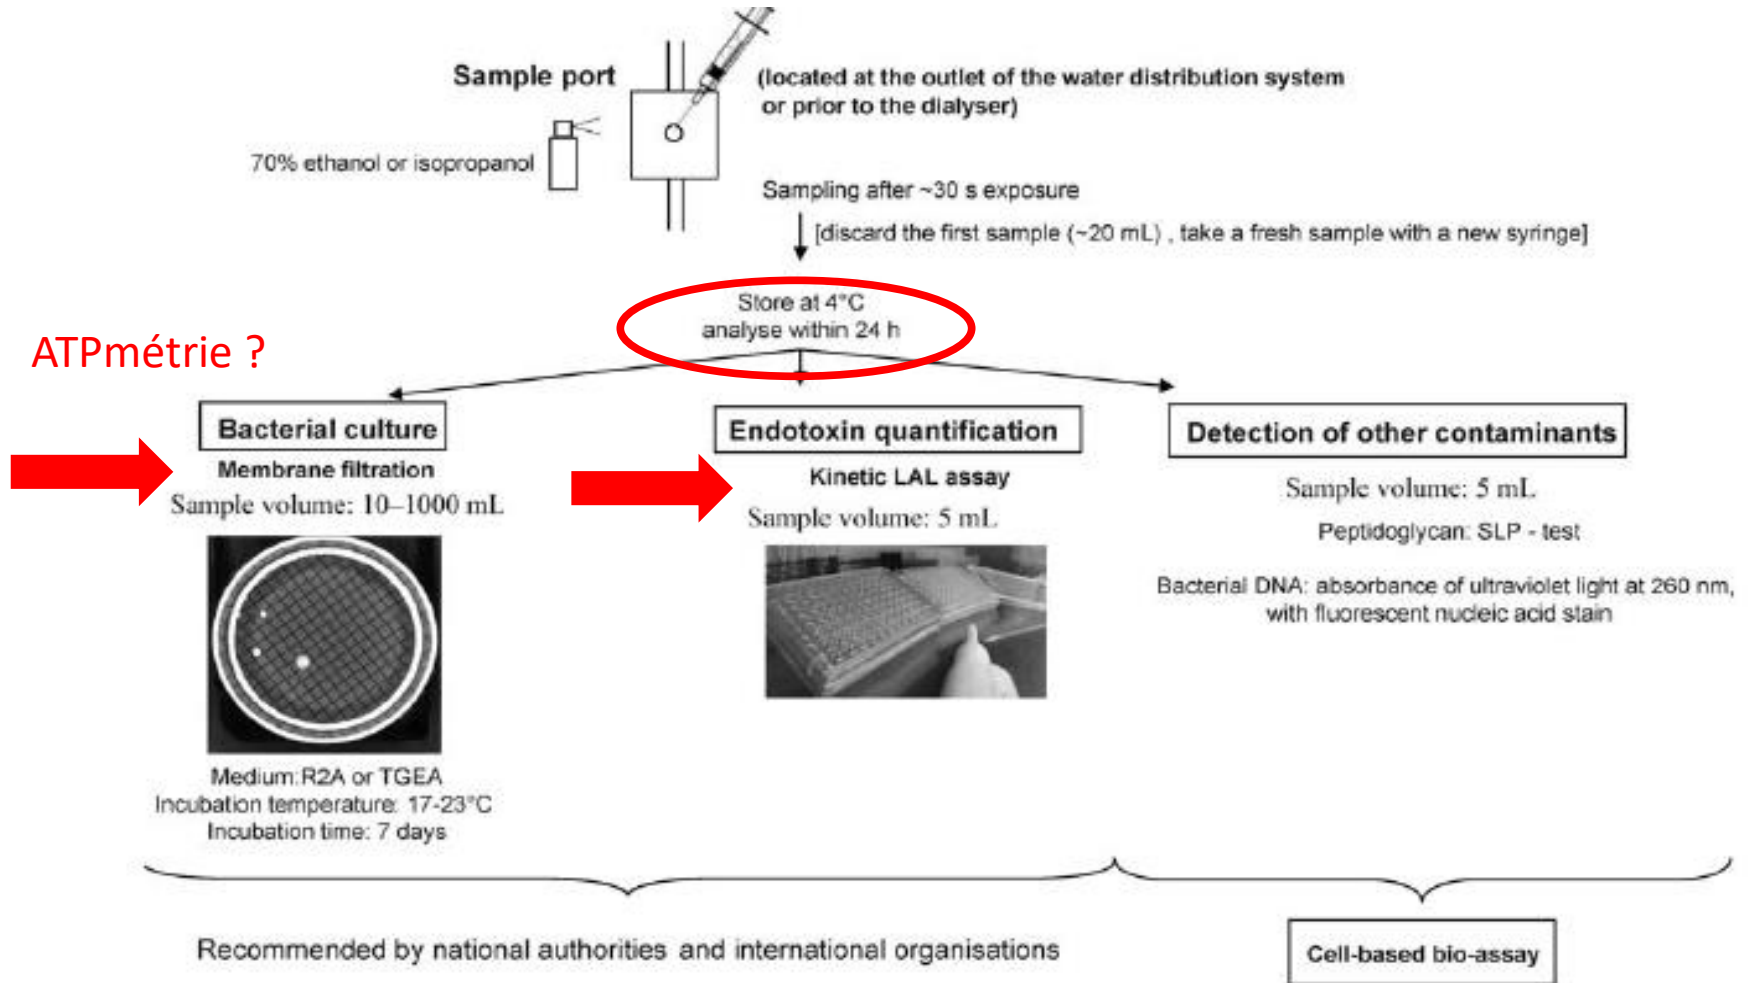 Sample port
(located at the outlet of the water distribution system
or prior to the dialyser)
70% ethanol or isopropanol
Sampling after ~30 s exposure
[discard the first sample (~20 mL) , take a fresh sample with a new syringe]
Store at 4°C
analyse within 24 h
ATPmétrie ?
Bacterial culture
Membrane filtration
Sample volume: 10–1000 mL
Medium:R2A or TGEA
Incubation temperature: 17-23°C
Incubation time: 7 days
Endotoxin quantification
Kinetic LAL assay
Sample volume: 5 mL
Detection of other contaminants
Sample volume: 5 mL
Peptidoglycan: SLP - test
Bacterial DNA: absorbance of ultraviolet light at 260 nm,
with fluorescent nucleic acid stain
Recommended by national authorities and international organisations
Cell-based bio-assay